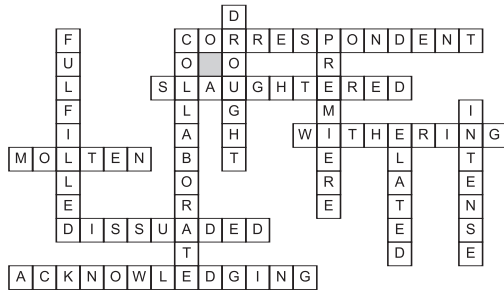 DROUGHT
FULFILLED
COLLABORATE
CORRESPONDENT
PREMIERE
SLAUGHTERED
INTENSE
WITHERING
ELATED
MOLTEN
DISSUADED
ACKNOWLEDGING